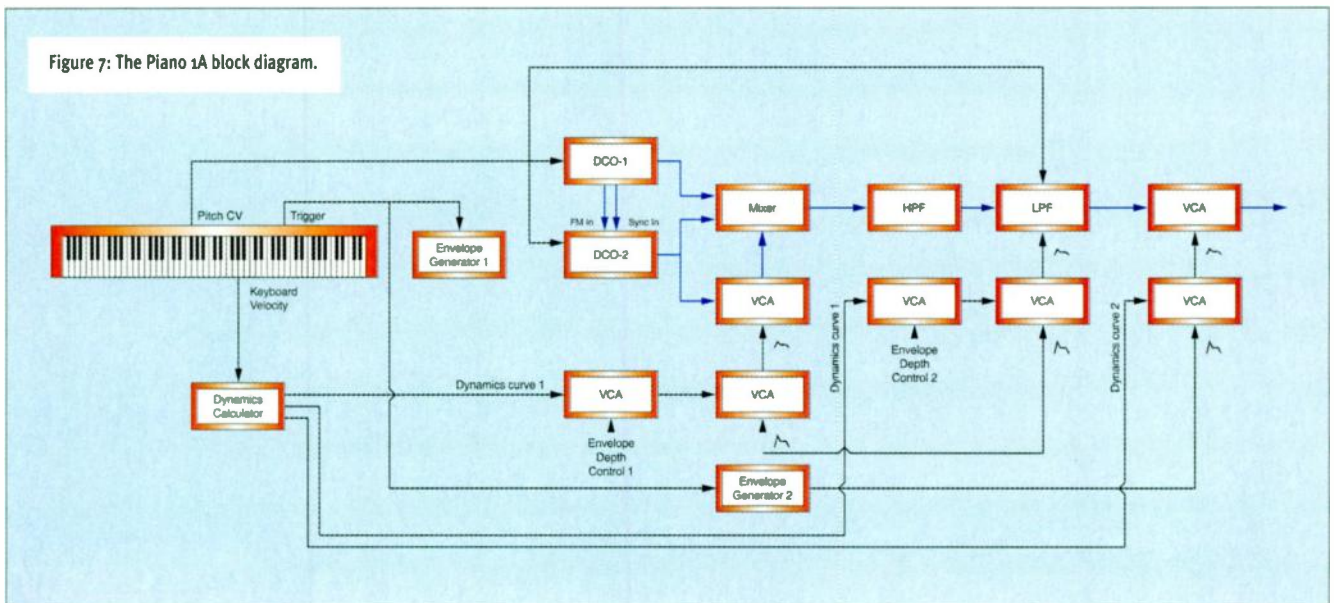 Figure 7: The Piano 1A block diagram.
DCO-1
Pitch CV
Trigger
FM In
Sync In
Mixer
HPF
LPF
VCA
Envelope
Generator 1
DCO-2
Keyboard
Velocity
VCA
Dynamics curve 1
VCA
VCA
Dynamics curve 2
VCA
Envelope
Depth
Control 2
Dynamics
Calculator
Dynamics curve 1
VCA
VCA
Envelope
Depth
Control 1
Envelope
Generator 2